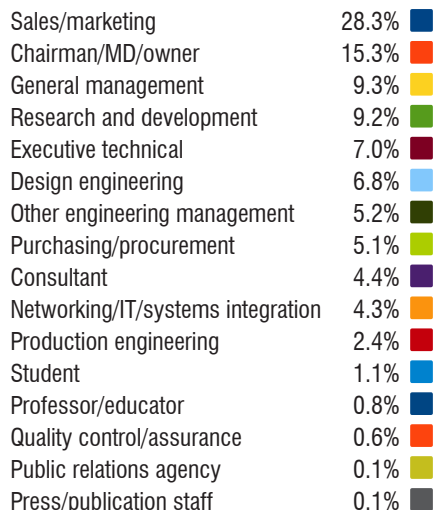 Sales/marketing 28.3%
Chairman/MD/owner 15.3%
General management 9.3%
Research and development 9.2%
Executive technical 7.0%
Design engineering 6.8%
Other engineering management 5.2%
Purchasing/procurement 5.1%
Consultant 4.4%
Networking/IT/systems integration 4.3%
Production engineering 2.4%
Student 1.1%
Professor/educator 0.8%
Quality control/assurance 0.6%
Public relations agency 0.1%
Press/publication staff 0.1%